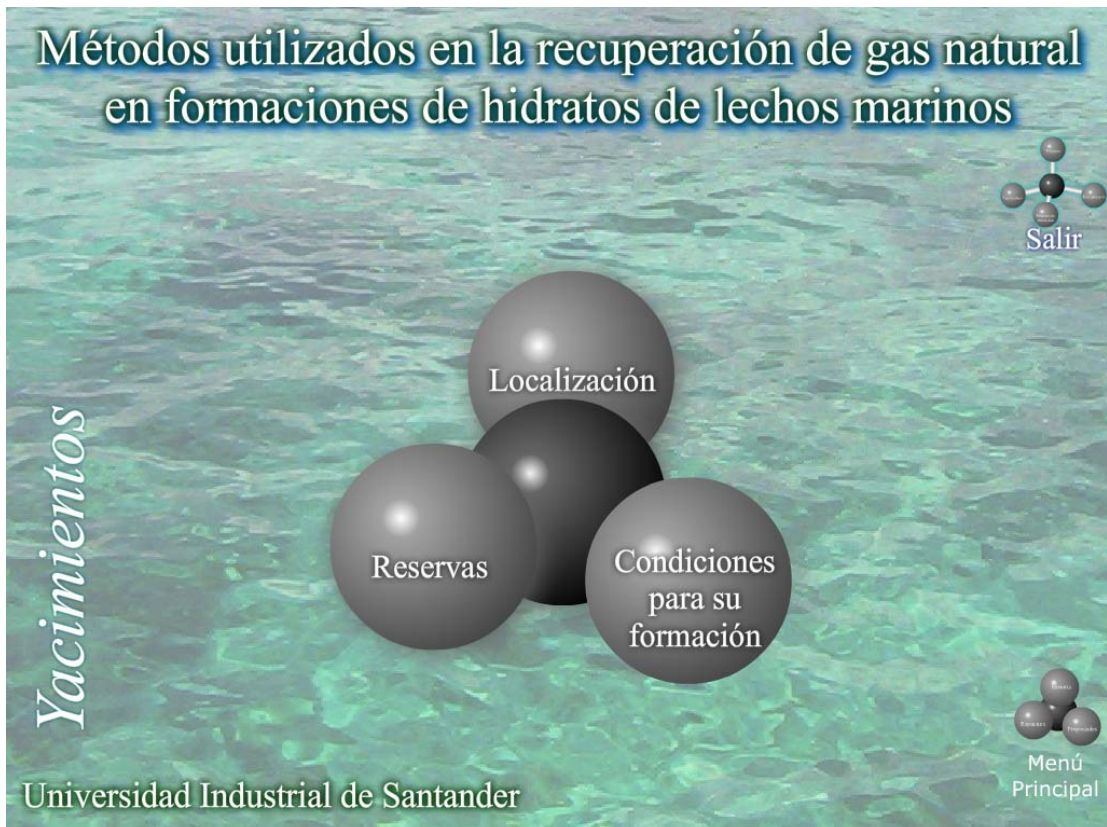 Métodos utilizados en la recuperación de gas natural
en formaciones de hidratos de lechos marinos
Salir
Localización
Yacimientos
Reservas
Condiciones
para su
formación
Menú
Principal
Universidad Industrial de Santander